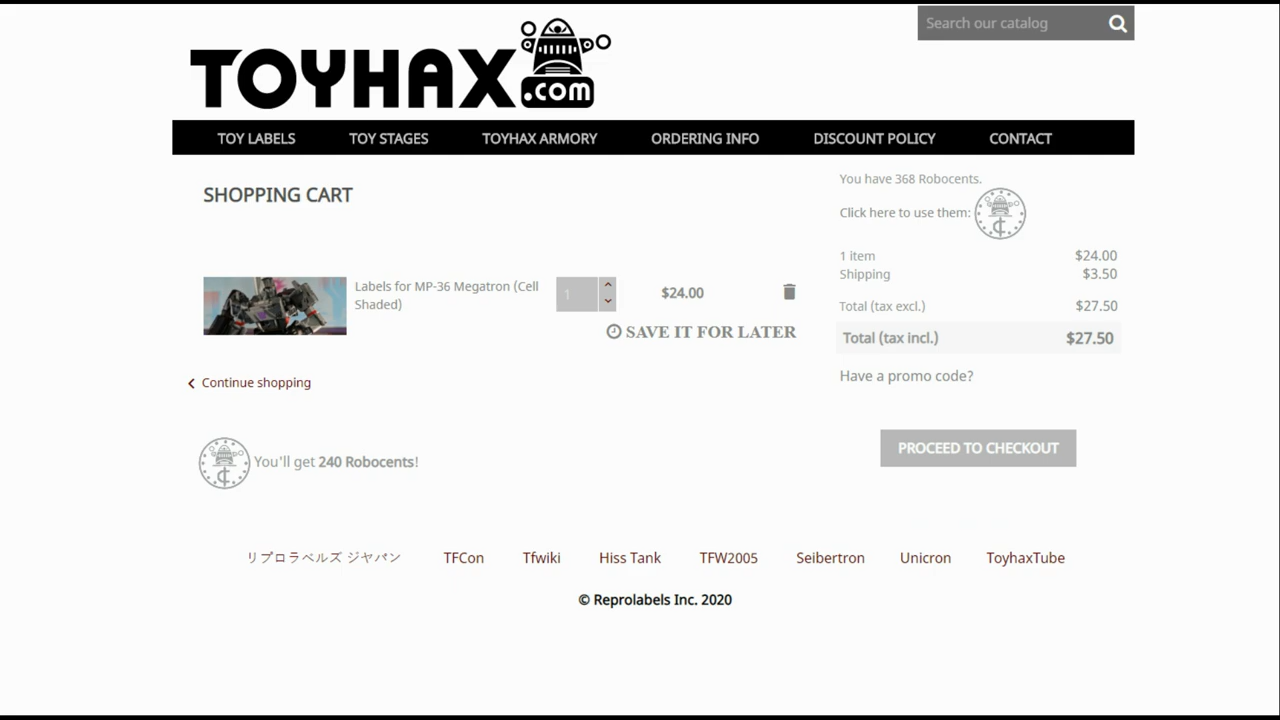 Search our catalog
TOYHAX
.com
TOY LABELS TOY STAGES TOYHAX ARMORY ORDERING INFO DISCOUNT POLICY CONTACT
SHOPPING CART
You have 368 Robocents.
Click here to use them:
Labels for MP-36 Megatron (Cell
Shaded)
1
$24.00
SAVE IT FOR LATER
1 item $24.00
Shipping $3.50
Total (tax excl.) $27.50
Total (tax incl.) $27.50
Have a promo code?
Continue shopping
You'll get 240 Robocents!
PROCEED TO CHECKOUT
リプロラベルズ ジャパン TFCon Tfwiki Hiss Tank TFW2005 Seibertron Unicron ToyhaxTube
© Reprolabels Inc. 2020